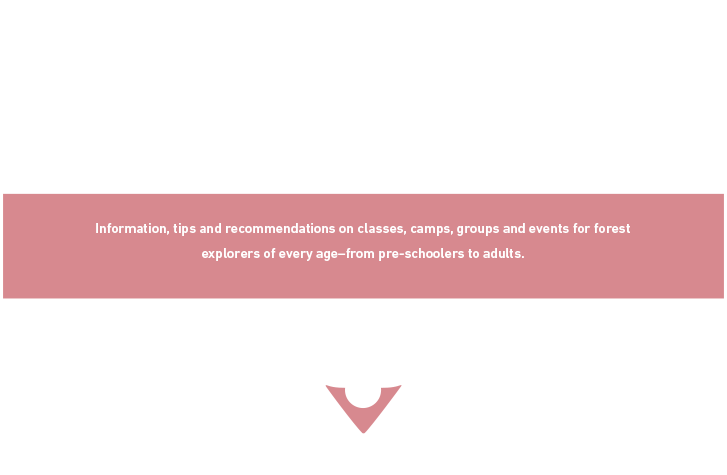 Information, tips and recommendations on classes, camps, groups and events for forest
explorers of every age–from pre-schoolers to adults.